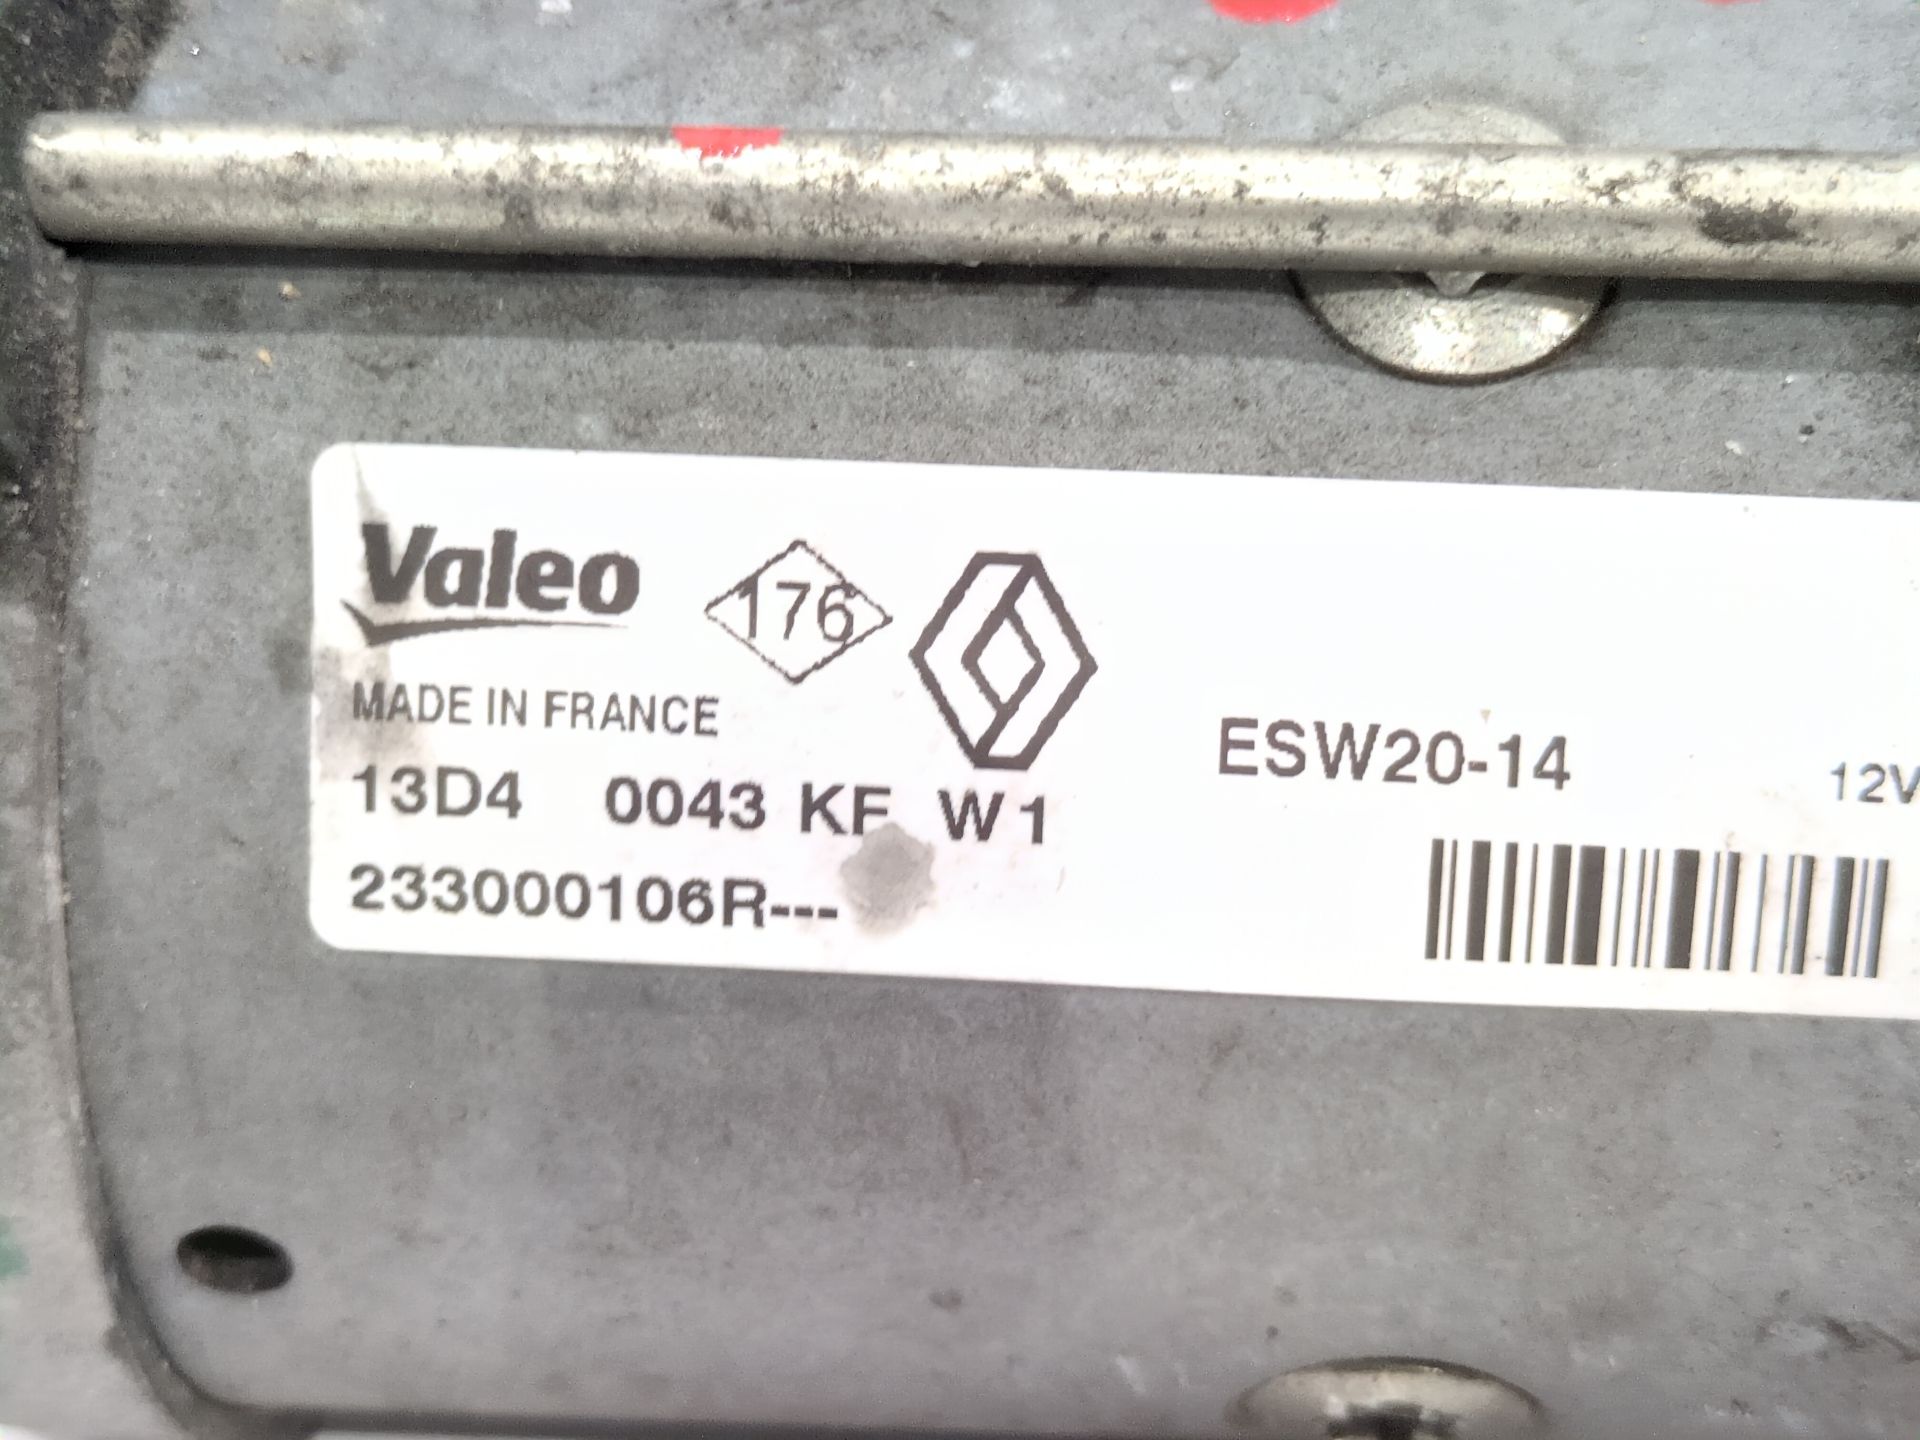 Valeo
176
MADE IN FRANCE
13D4 0043 KF W1
233000106R---
ESW20-14
12V